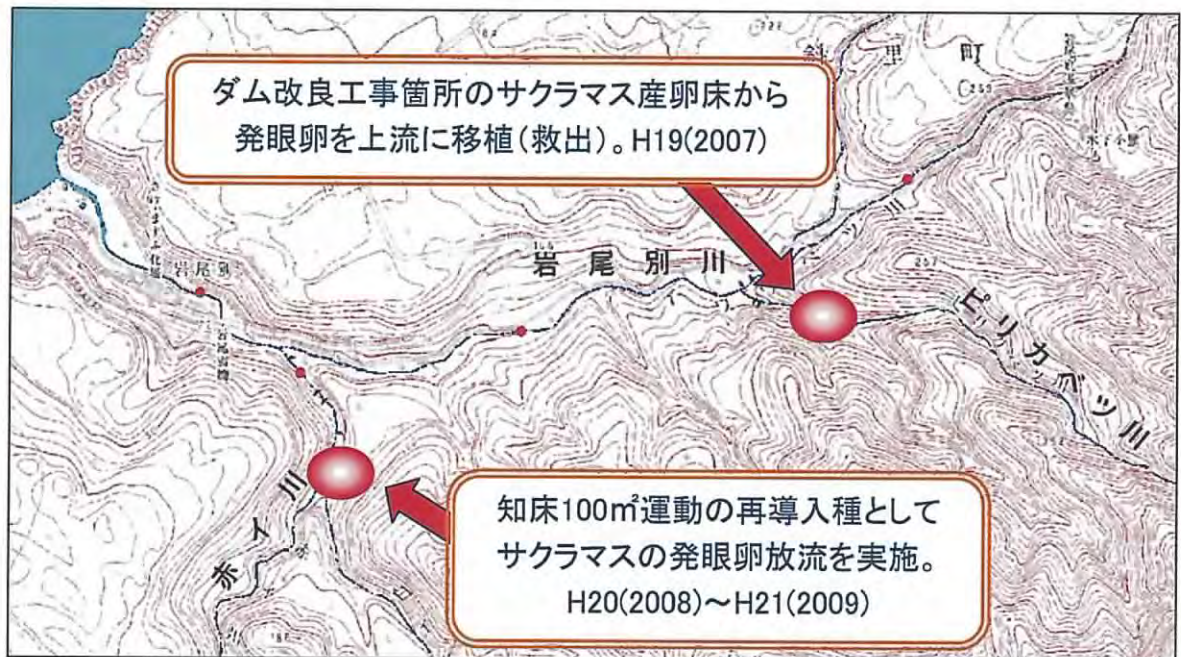 斜里町
ダム改良工事箇所のサクラマス産卵床から
発眼卵を上流に移植(救出)。H19(2007)
岩尾別川
岩尾別
ピリカベツ川
257
赤イ川
187
知床100㎡運動の再導入種として
サクラマスの発眼卵放流を実施。
H20(2008)～H21(2009)